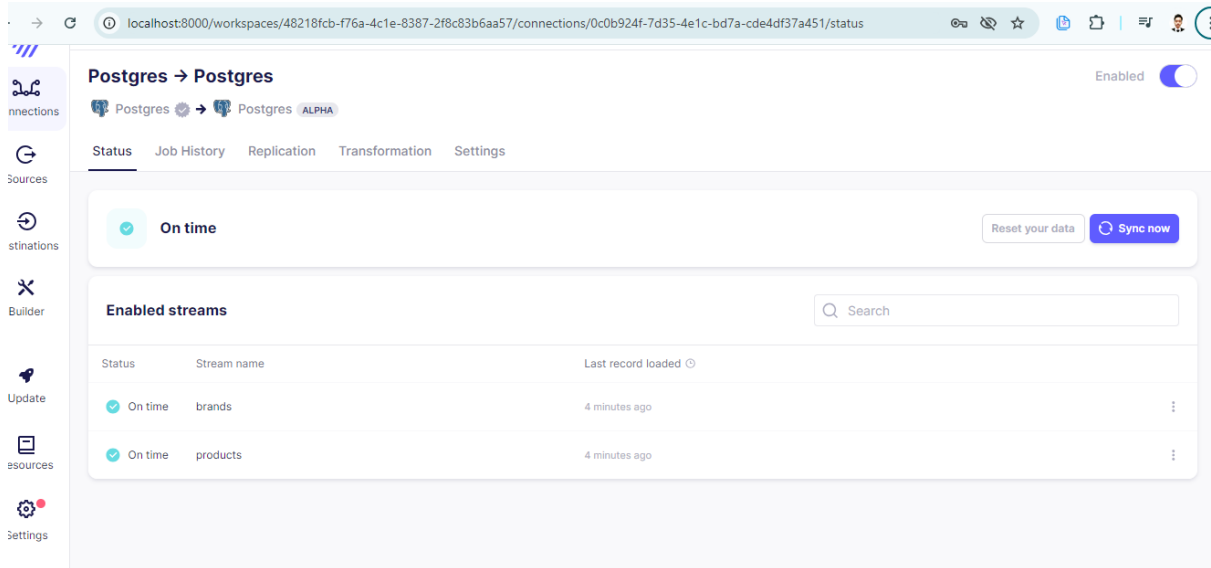 localhost:8000/workspaces/48218fcb-f76a-4c1e-8387-2f8c83b6aa57/connections/0c0b924f-7d35-4e1c-bd7a-cde4df37a451/status
nnections
Sources
stinations
Builder
Update
esources
Settings
Postgres → Postgres
Enabled
Postgres → Postgres ALPHA
Status Job History Replication Transformation Settings
On time
Reset your data Sync now
Enabled streams
Search
Status Stream name Last record loaded
On time brands 4 minutes ago
On time products 4 minutes ago